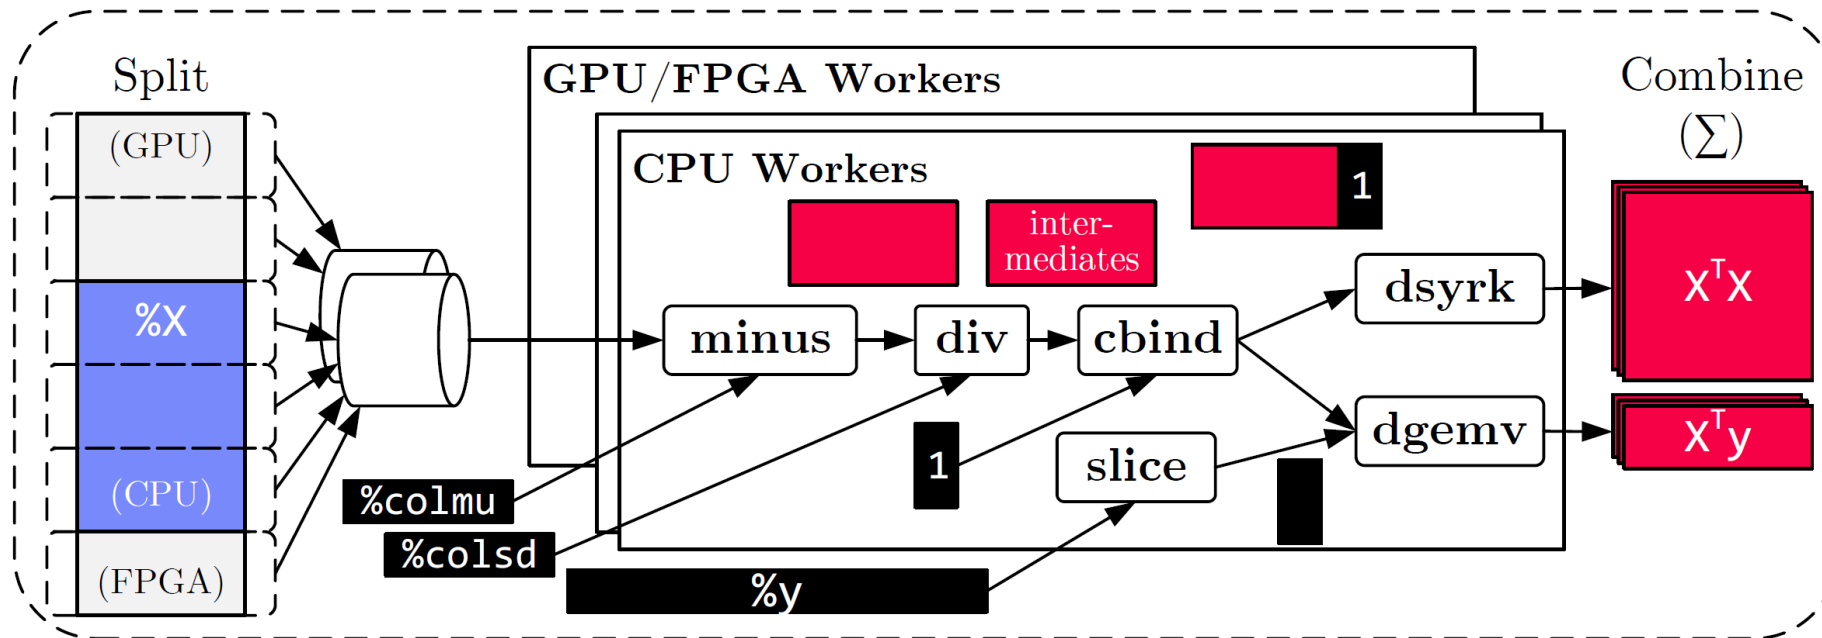 Split
(GPU)
%X
(CPU)
(FPGA)
GPU/FPGA Workers
CPU Workers
inter-
mediates
1
minus
div
cbind
dsyrk
dgemv
slice
1
%colmu
%colsd
%y
Combine
(∑)
XᵀX
Xᵀy